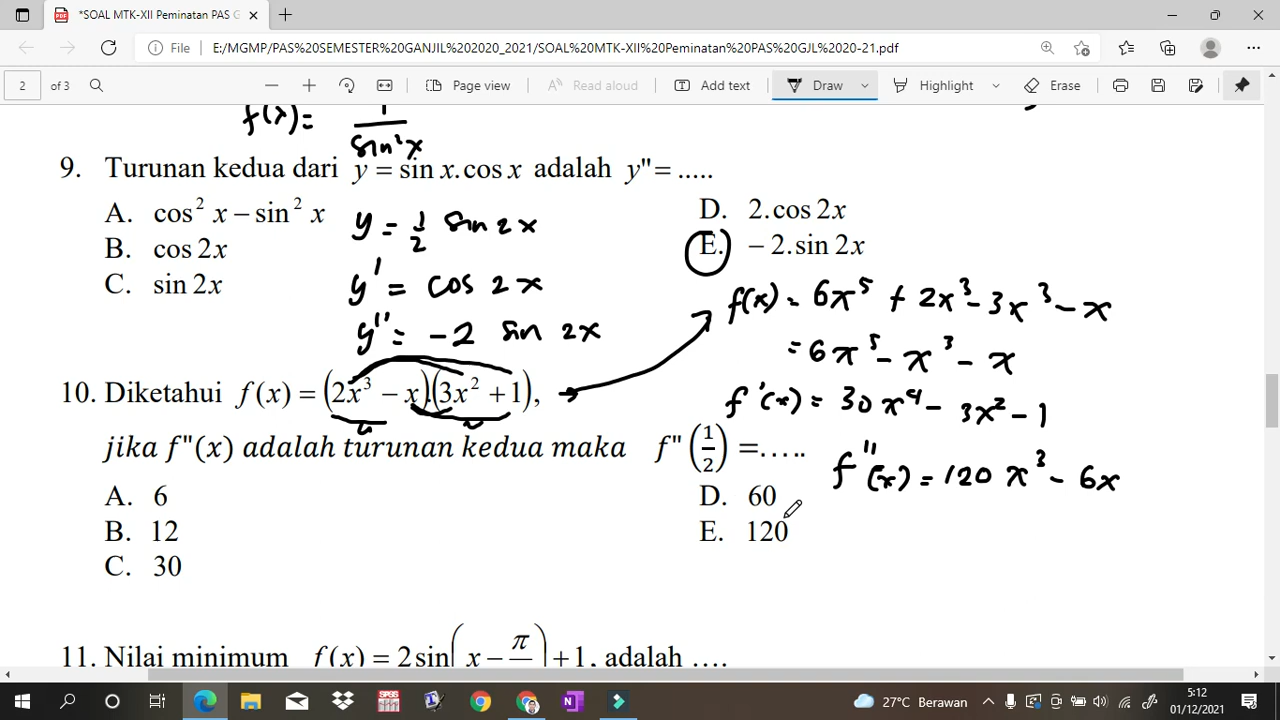 *SOAL MTK-XII Peminatan PAS G
File E:/MGMP/PAS%20SEMESTER%20GANJIL%202020_2021/SOAL%20MTK-XII%20Peminatan%20PAS%20GJL%2020-21.pdf
2 of 3 Page view Read aloud Add text Draw Highlight Erase
f(x) = 1/sin²x
9. Turunan kedua dari y = sin x.cos x adalah y" = .....
A. cos² x − sin² x
B. cos 2x
C. sin 2x
D. 2.cos 2x
E. − 2.sin 2x
y = 1/2 sin 2x
y' = cos 2x
y'' = -2 sin 2x
10. Diketahui f(x) = (2x³ − x).(3x² + 1),
jika f"(x) adalah turunan kedua maka f" (1/2) =…..
A. 6
B. 12
C. 30
D. 60
E. 120
f(x) = 6x⁵ + 2x³ - 3x³ - x
= 6x⁵ - x³ - x
f'(x) = 30x⁴ - 3x² - 1
f''(x) = 120x³ - 6x
11. Nilai minimum f(x) = 2sin(x − π +1, adalah ….
27°C Berawan 5:12
01/12/2021